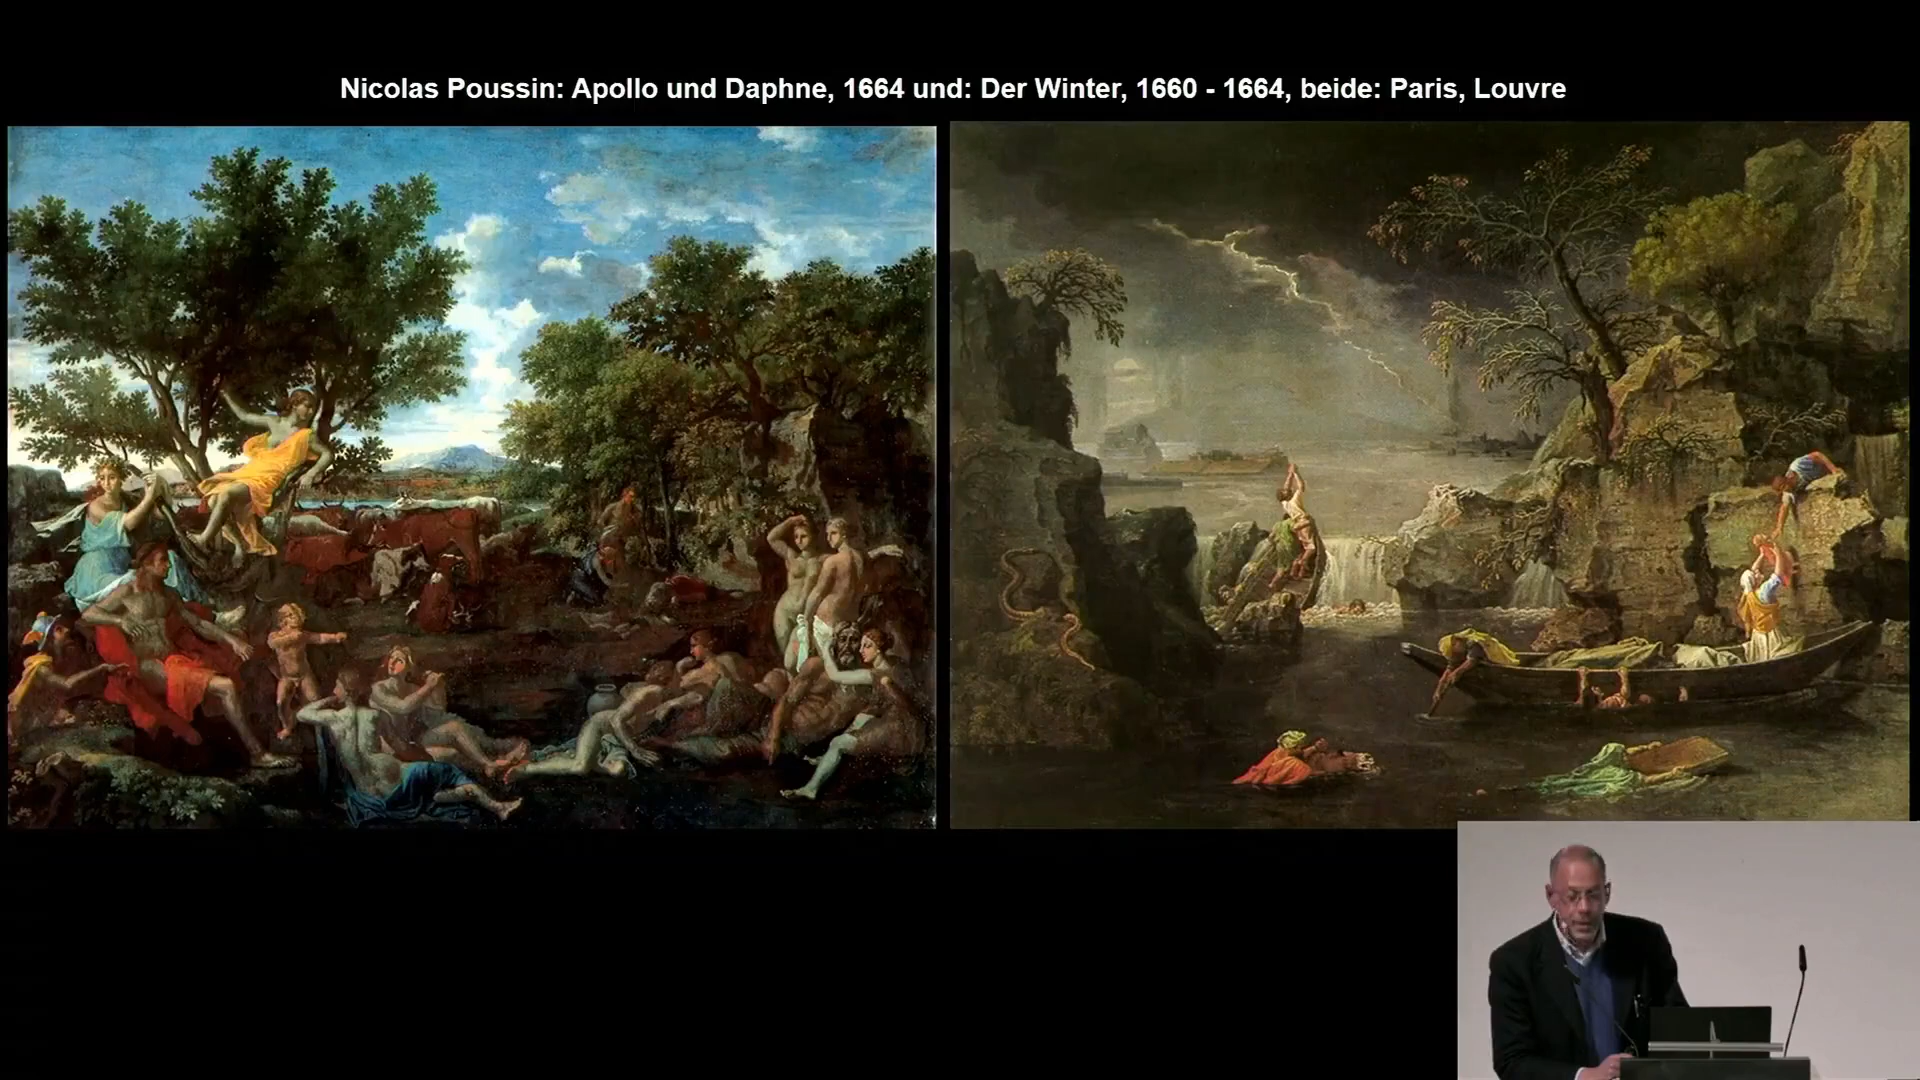 Nicolas Poussin: Apollo und Daphne, 1664 und: Der Winter, 1660 - 1664, beide: Paris, Louvre